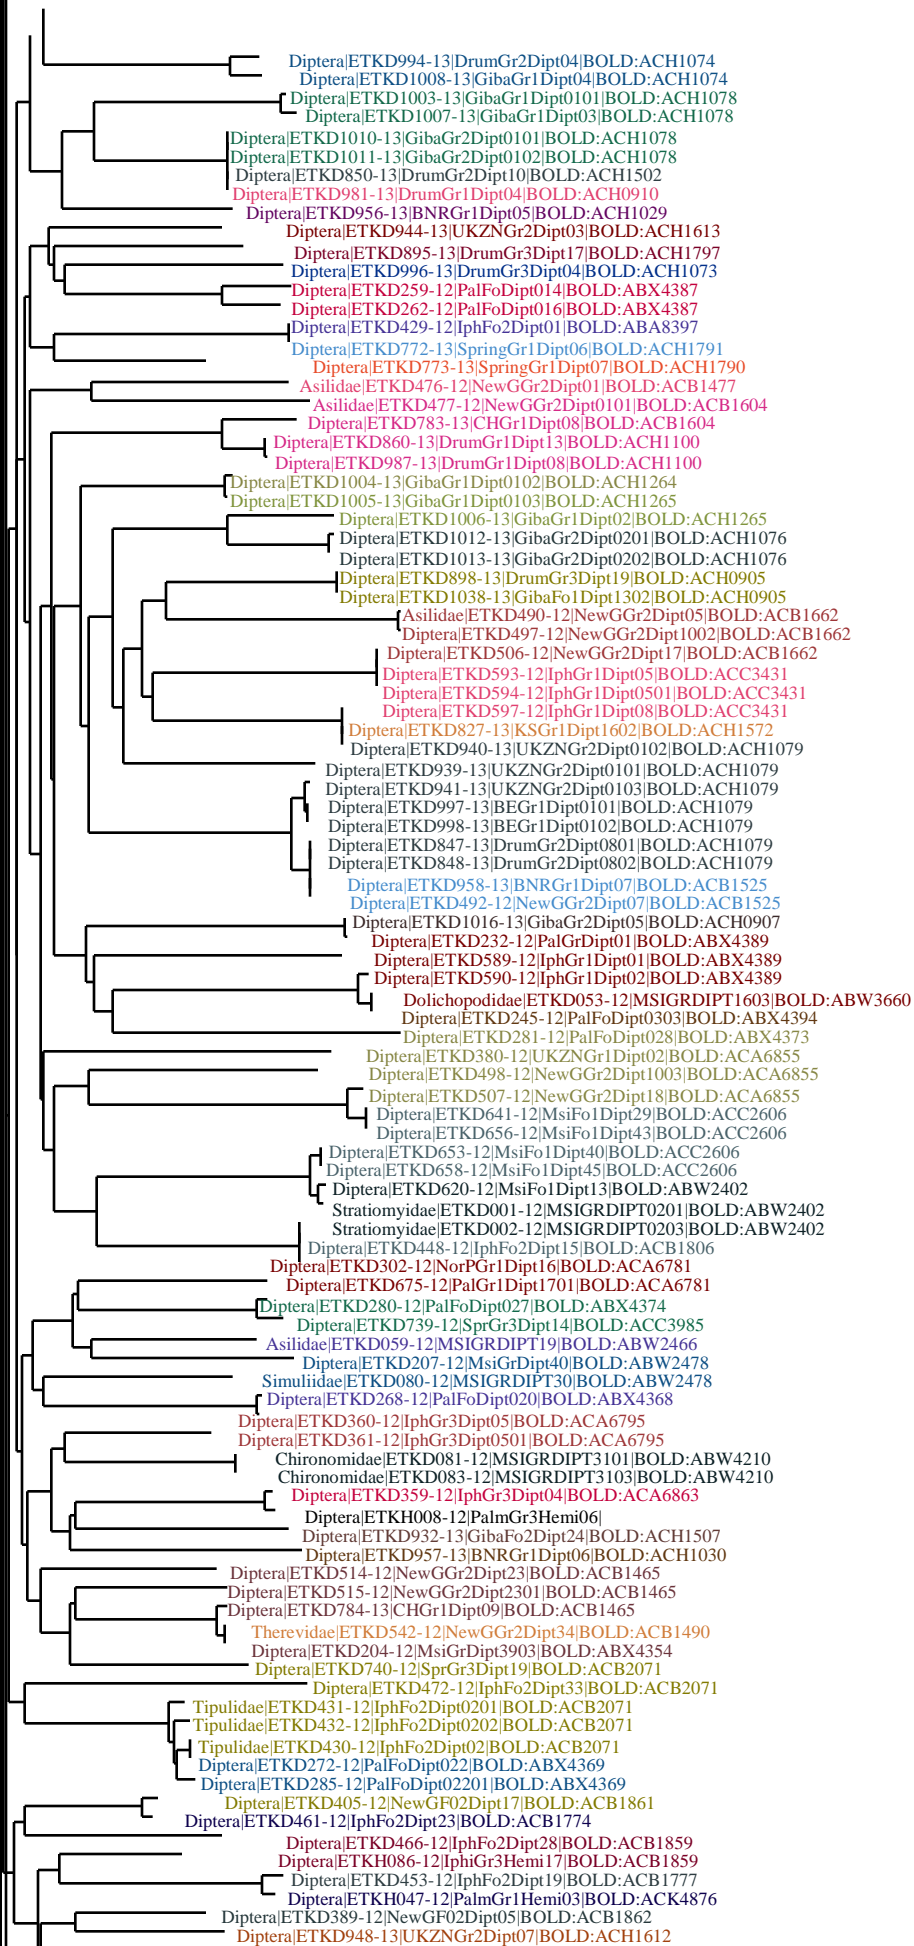 Diptera|ETKD994-13|DrumGr2Dipt04|BOLD:ACH1074
Diptera|ETKD1008-13|GibaGr1Dipt04|BOLD:ACH1074
Diptera|ETKD1003-13|GibaGr1Dipt0101|BOLD:ACH1078
Diptera|ETKD1007-13|GibaGr1Dipt03|BOLD:ACH1078
Diptera|ETKD1010-13|GibaGr2Dipt0101|BOLD:ACH1078
Diptera|ETKD1011-13|GibaGr2Dipt0102|BOLD:ACH1078
Diptera|ETKD850-13|DrumGr2Dipt10|BOLD:ACH1502
Diptera|ETKD981-13|DrumGr1Dipt04|BOLD:ACH0910
Diptera|ETKD956-13|BNRGr1Dipt05|BOLD:ACH1029
Diptera|ETKD944-13|UKZNGr2Dipt03|BOLD:ACH1613
Diptera|ETKD895-13|DrumGr3Dipt17|BOLD:ACH1797
Diptera|ETKD996-13|DrumGr3Dipt04|BOLD:ACH1073
Diptera|ETKD259-12|PalFoDipt014|BOLD:ABX4387
Diptera|ETKD262-12|PalFoDipt016|BOLD:ABX4387
Diptera|ETKD429-12|IphFo2Dipt01|BOLD:ABA8397
Diptera|ETKD772-13|SpringGr1Dipt06|BOLD:ACH1791
Diptera|ETKD773-13|SpringGr1Dipt07|BOLD:ACH1790
Asilidae|ETKD476-12|NewGGr2Dipt01|BOLD:ACB1477
Asilidae|ETKD477-12|NewGGr2Dipt0101|BOLD:ACB1604
Diptera|ETKD783-13|CHGr1Dipt08|BOLD:ACB1604
Diptera|ETKD860-13|DrumGr1Dipt13|BOLD:ACH1100
Diptera|ETKD987-13|DrumGr1Dipt08|BOLD:ACH1100
Diptera|ETKD1004-13|GibaGr1Dipt0102|BOLD:ACH1264
Diptera|ETKD1005-13|GibaGr1Dipt0103|BOLD:ACH1265
Diptera|ETKD1006-13|GibaGr1Dipt02|BOLD:ACH1265
Diptera|ETKD1012-13|GibaGr2Dipt0201|BOLD:ACH1076
Diptera|ETKD1013-13|GibaGr2Dipt0202|BOLD:ACH1076
Diptera|ETKD898-13|DrumGr3Dipt19|BOLD:ACH0905
Diptera|ETKD1038-13|GibaFo1Dipt1302|BOLD:ACH0905
Asilidae|ETKD490-12|NewGGr2Dipt05|BOLD:ACB1662
Diptera|ETKD497-12|NewGGr2Dipt1002|BOLD:ACB1662
Diptera|ETKD506-12|NewGGr2Dipt17|BOLD:ACB1662
Diptera|ETKD593-12|IphGr1Dipt05|BOLD:ACC3431
Diptera|ETKD594-12|IphGr1Dipt0501|BOLD:ACC3431
Diptera|ETKD597-12|IphGr1Dipt08|BOLD:ACC3431
Diptera|ETKD827-13|KSGr1Dipt1602|BOLD:ACH1572
Diptera|ETKD940-13|UKZNGr2Dipt0102|BOLD:ACH1079
Diptera|ETKD939-13|UKZNGr2Dipt0101|BOLD:ACH1079
Diptera|ETKD941-13|UKZNGr2Dipt0103|BOLD:ACH1079
Diptera|ETKD997-13|BEGr1Dipt0101|BOLD:ACH1079
Diptera|ETKD998-13|BEGr1Dipt0102|BOLD:ACH1079
Diptera|ETKD847-13|DrumGr2Dipt0801|BOLD:ACH1079
Diptera|ETKD848-13|DrumGr2Dipt0802|BOLD:ACH1079
Diptera|ETKD958-13|BNRGr1Dipt07|BOLD:ACB1525
Diptera|ETKD492-12|NewGGr2Dipt07|BOLD:ACB1525
Diptera|ETKD1016-13|GibaGr2Dipt05|BOLD:ACH0907
Diptera|ETKD232-12|PalGrDipt01|BOLD:ABX4389
Diptera|ETKD589-12|IphGr1Dipt01|BOLD:ABX4389
Diptera|ETKD590-12|IphGr1Dipt02|BOLD:ABX4389
Dolichopodidae|ETKD053-12|MSIGRDIPT1603|BOLD:ABW3660
Diptera|ETKD245-12|PalFoDipt0303|BOLD:ABX4394
Diptera|ETKD281-12|PalFoDipt028|BOLD:ABX4373
Diptera|ETKD380-12|UKZNGr1Dipt02|BOLD:ACA6855
Diptera|ETKD498-12|NewGGr2Dipt1003|BOLD:ACA6855
Diptera|ETKD507-12|NewGGr2Dipt18|BOLD:ACA6855
Diptera|ETKD641-12|MsiFo1Dipt29|BOLD:ACC2606
Diptera|ETKD656-12|MsiFo1Dipt43|BOLD:ACC2606
Diptera|ETKD653-12|MsiFo1Dipt40|BOLD:ACC2606
Diptera|ETKD658-12|MsiFo1Dipt45|BOLD:ACC2606
Diptera|ETKD620-12|MsiFo1Dipt13|BOLD:ABW2402
Stratiomyidae|ETKD001-12|MSIGRDIPT0201|BOLD:ABW2402
Stratiomyidae|ETKD002-12|MSIGRDIPT0203|BOLD:ABW2402
Diptera|ETKD448-12|IphFo2Dipt15|BOLD:ACB1806
Diptera|ETKD302-12|NorPGr1Dipt16|BOLD:ACA6781
Diptera|ETKD675-12|PalGr1Dipt1701|BOLD:ACA6781
Diptera|ETKD280-12|PalFoDipt027|BOLD:ABX4374
Diptera|ETKD739-12|SprGr3Dipt14|BOLD:ACC3985
Asilidae|ETKD059-12|MSIGRDIPT19|BOLD:ABW2466
Diptera|ETKD207-12|MsiGrDipt40|BOLD:ABW2478
Simuliidae|ETKD080-12|MSIGRDIPT30|BOLD:ABW2478
Diptera|ETKD268-12|PalFoDipt020|BOLD:ABX4368
Diptera|ETKD360-12|IphGr3Dipt05|BOLD:ACA6795
Diptera|ETKD361-12|IphGr3Dipt0501|BOLD:ACA6795
Chironomidae|ETKD081-12|MSIGRDIPT3101|BOLD:ABW4210
Chironomidae|ETKD083-12|MSIGRDIPT3103|BOLD:ABW4210
Diptera|ETKD359-12|IphGr3Dipt04|BOLD:ACA6863
Diptera|ETKH008-12|PalmGr3Hemi06|
Diptera|ETKD932-13|GibaFo2Dipt24|BOLD:ACH1507
Diptera|ETKD957-13|BNRGr1Dipt06|BOLD:ACH1030
Diptera|ETKD514-12|NewGGr2Dipt23|BOLD:ACB1465
Diptera|ETKD515-12|NewGGr2Dipt2301|BOLD:ACB1465
Diptera|ETKD784-13|CHGr1Dipt09|BOLD:ACB1465
Therevidae|ETKD542-12|NewGGr2Dipt34|BOLD:ACB1490
Diptera|ETKD204-12|MsiGrDipt3903|BOLD:ABX4354
Diptera|ETKD740-12|SprGr3Dipt19|BOLD:ACB2071
Diptera|ETKD472-12|IphFo2Dipt33|BOLD:ACB2071
Tipulidae|ETKD431-12|IphFo2Dipt0201|BOLD:ACB2071
Tipulidae|ETKD432-12|IphFo2Dipt0202|BOLD:ACB2071
Tipulidae|ETKD430-12|IphFo2Dipt02|BOLD:ACB2071
Diptera|ETKD272-12|PalFoDipt022|BOLD:ABX4369
Diptera|ETKD285-12|PalFoDipt02201|BOLD:ABX4369
Diptera|ETKD405-12|NewGF02Dipt17|BOLD:ACB1861
Diptera|ETKD461-12|IphFo2Dipt23|BOLD:ACB1774
Diptera|ETKD466-12|IphFo2Dipt28|BOLD:ACB1859
Diptera|ETKH086-12|IphiGr3Hemi17|BOLD:ACB1859
Diptera|ETKD453-12|IphFo2Dipt19|BOLD:ACB1777
Diptera|ETKH047-12|PalmGr1Hemi03|BOLD:ACK4876
Diptera|ETKD389-12|NewGF02Dipt05|BOLD:ACB1862
Diptera|ETKD948-13|UKZNGr2Dipt07|BOLD:ACH1612